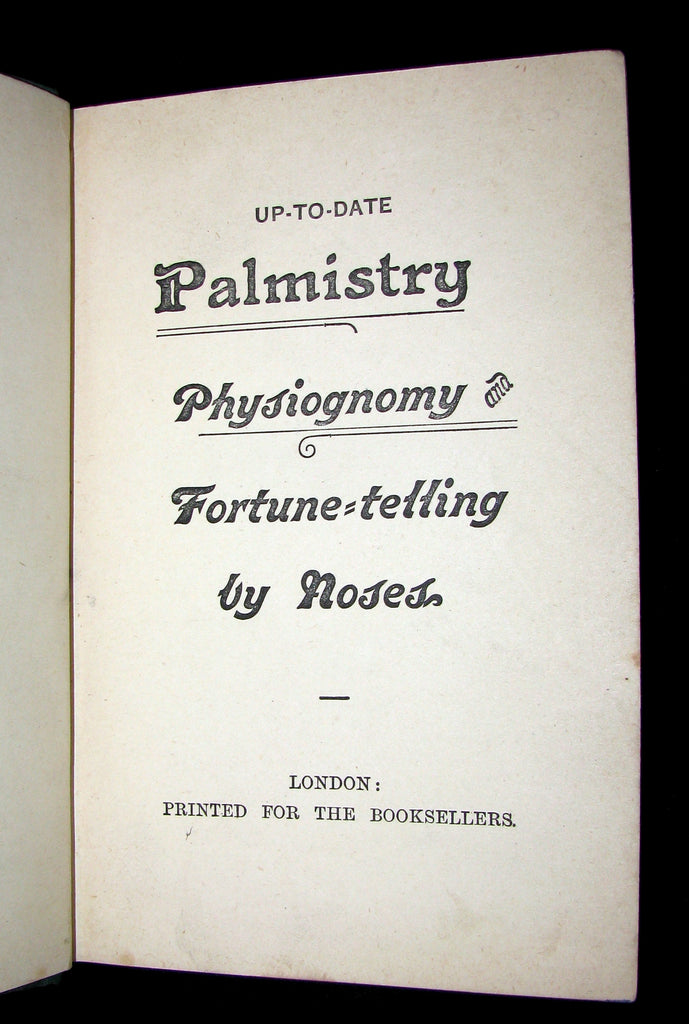 UP-TO-DATE
Palmistry
Physiognomy and
Fortune-telling
by Noses.
LONDON:
PRINTED FOR THE BOOKSELLERS.